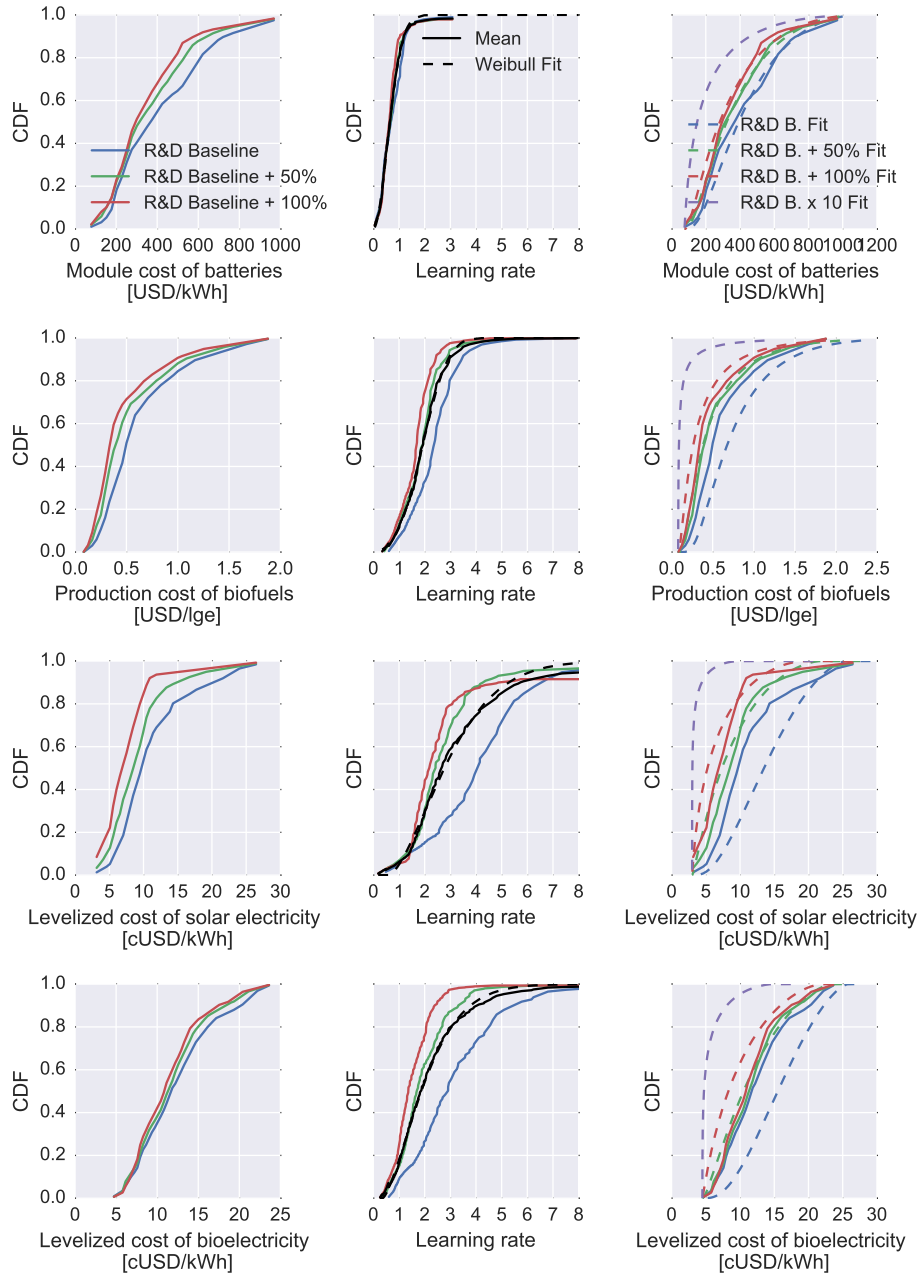 1.0
0.8
0.6
0.4
0.2
0.0
CDF
R&D Baseline
R&D Baseline + 50%
R&D Baseline + 100%
0 200 400 600 800 1000
Module cost of batteries
[USD/kWh]
CDF
Mean
Weibull Fit
0 1 2 3 4 5 6 7 8
Learning rate
CDF
R&D B. Fit
R&D B. + 50% Fit
R&D B. + 100% Fit
R&D B. x 10 Fit
0 200 400 600 800 1000 1200
Module cost of batteries
[USD/kWh]
1.0
0.8
0.6
0.4
0.2
0.0
CDF
0.0 0.5 1.0 1.5 2.0
Production cost of biofuels
[USD/lge]
CDF
0 1 2 3 4 5 6 7 8
Learning rate
CDF
0.0 0.5 1.0 1.5 2.0 2.5
Production cost of biofuels
[USD/lge]
1.0
0.8
0.6
0.4
0.2
0.0
CDF
0 5 10 15 20 25 30
Levelized cost of solar electricity
[cUSD/kWh]
CDF
0 1 2 3 4 5 6 7 8
Learning rate
CDF
0 5 10 15 20 25 30
Levelized cost of solar electricity
[cUSD/kWh]
1.0
0.8
0.6
0.4
0.2
0.0
CDF
0 5 10 15 20 25
Levelized cost of bioelectricity
[cUSD/kWh]
CDF
0 1 2 3 4 5 6 7 8
Learning rate
CDF
0 5 10 15 20 25 30
Levelized cost of bioelectricity
[cUSD/kWh]